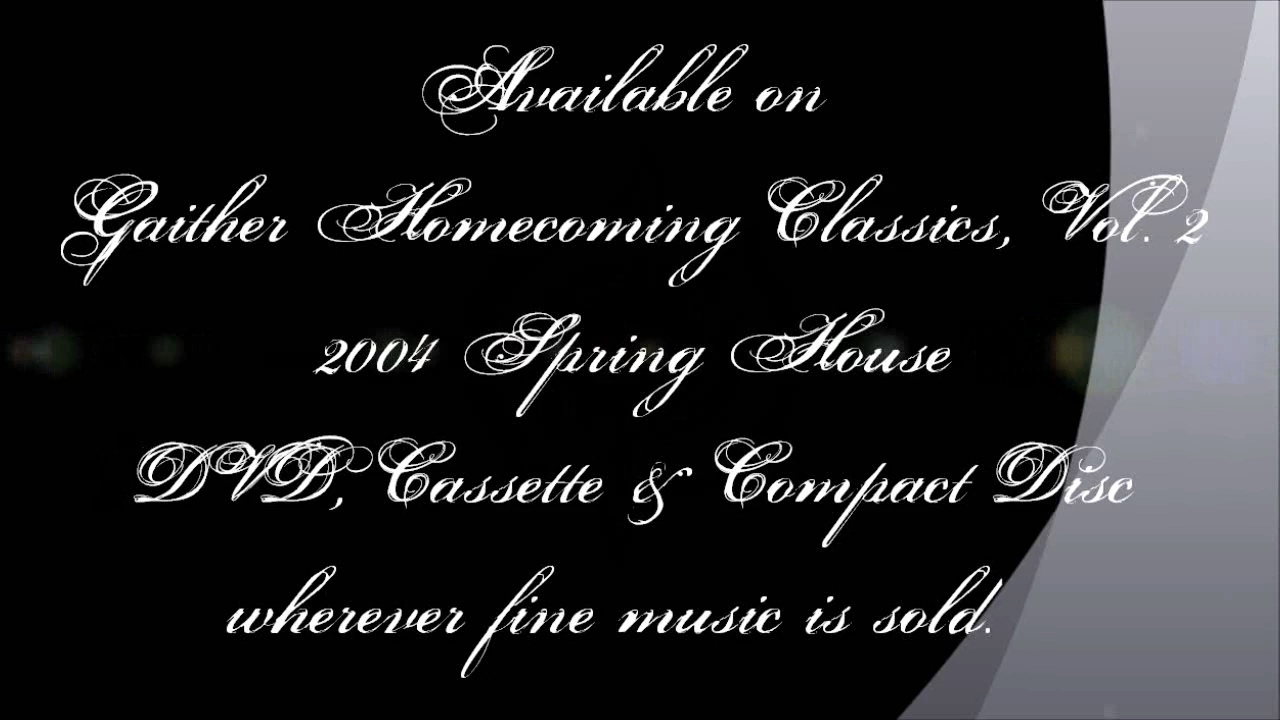 Available on
Gaither Homecoming Classics, Vol. 2
2004 Spring House
DVD, Cassette & Compact Disc
wherever fine music is sold.